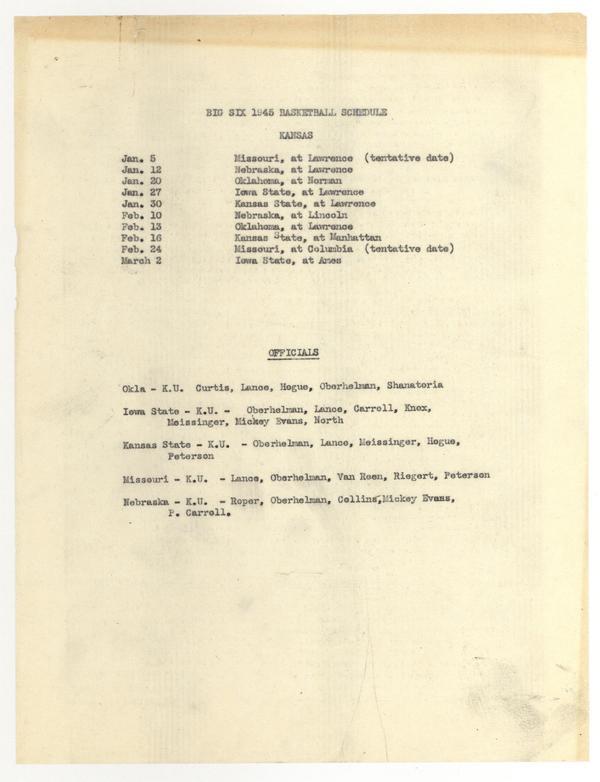 BIG SIX 1945 BASKETBALL SCHEDULE
KANSAS
Jan. 5 Missouri, at Lawrence (tentative date)
Jan. 12 Nebraska, at Lawrence
Jan. 20 Oklahoma, at Norman
Jan. 27 Iowa State, at Lawrence
Jan. 30 Kansas State, at Lawrence
Feb. 10 Nebraska, at Lincoln
Feb. 13 Oklahoma, at Lawrence
Feb. 16 Kansas State, at Manhattan
Feb. 24 Missouri, at Columbia (tentative date)
March 2 Iowa State, at Ames
OFFICIALS
Okla - K.U. Curtis, Lance, Hogue, Oberhelman, Shanatoria
Iowa State - K.U. - Oberhelman, Lance, Carroll, Knox,
Meissinger, Mickey Evans, North
Kansas State - K.U. - Oberhelman, Lance, Meissinger, Hogue,
Peterson
Missouri - K.U. - Lance, Oberhelman, Van Reen, Riegert, Peterson
Nebraska - K.U. - Roper, Oberhelman, Collins,Mickey Evans,
P. Carroll.